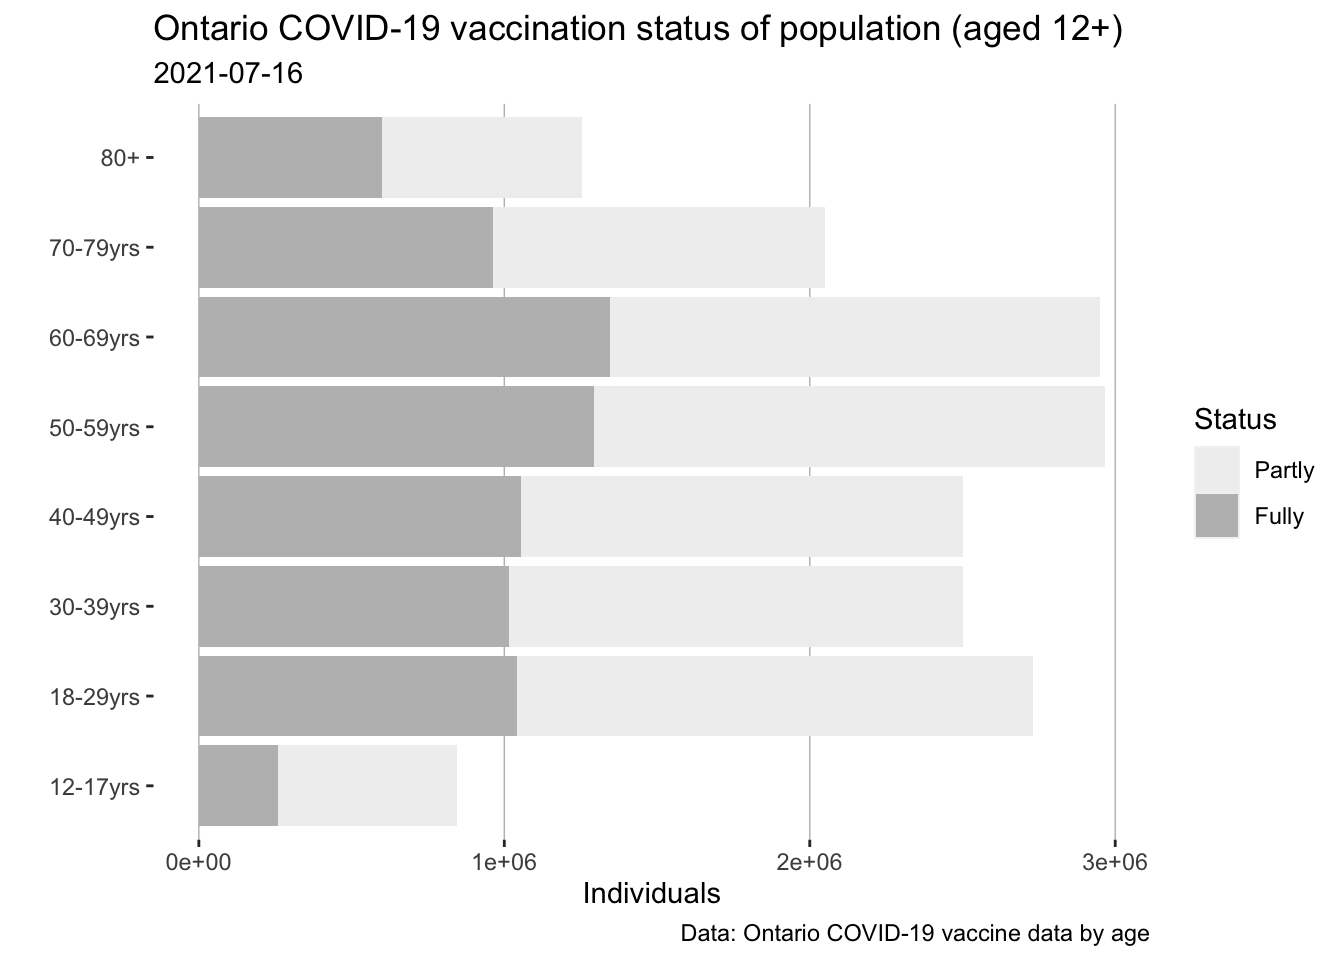 Ontario COVID-19 vaccination status of population (aged 12+)
2021-07-16
80+
70-79yrs
60-69yrs
50-59yrs
40-49yrs
30-39yrs
18-29yrs
12-17yrs
0e+00 1e+06 2e+06 3e+06
Individuals
Status
Partly
Fully
Data: Ontario COVID-19 vaccine data by age